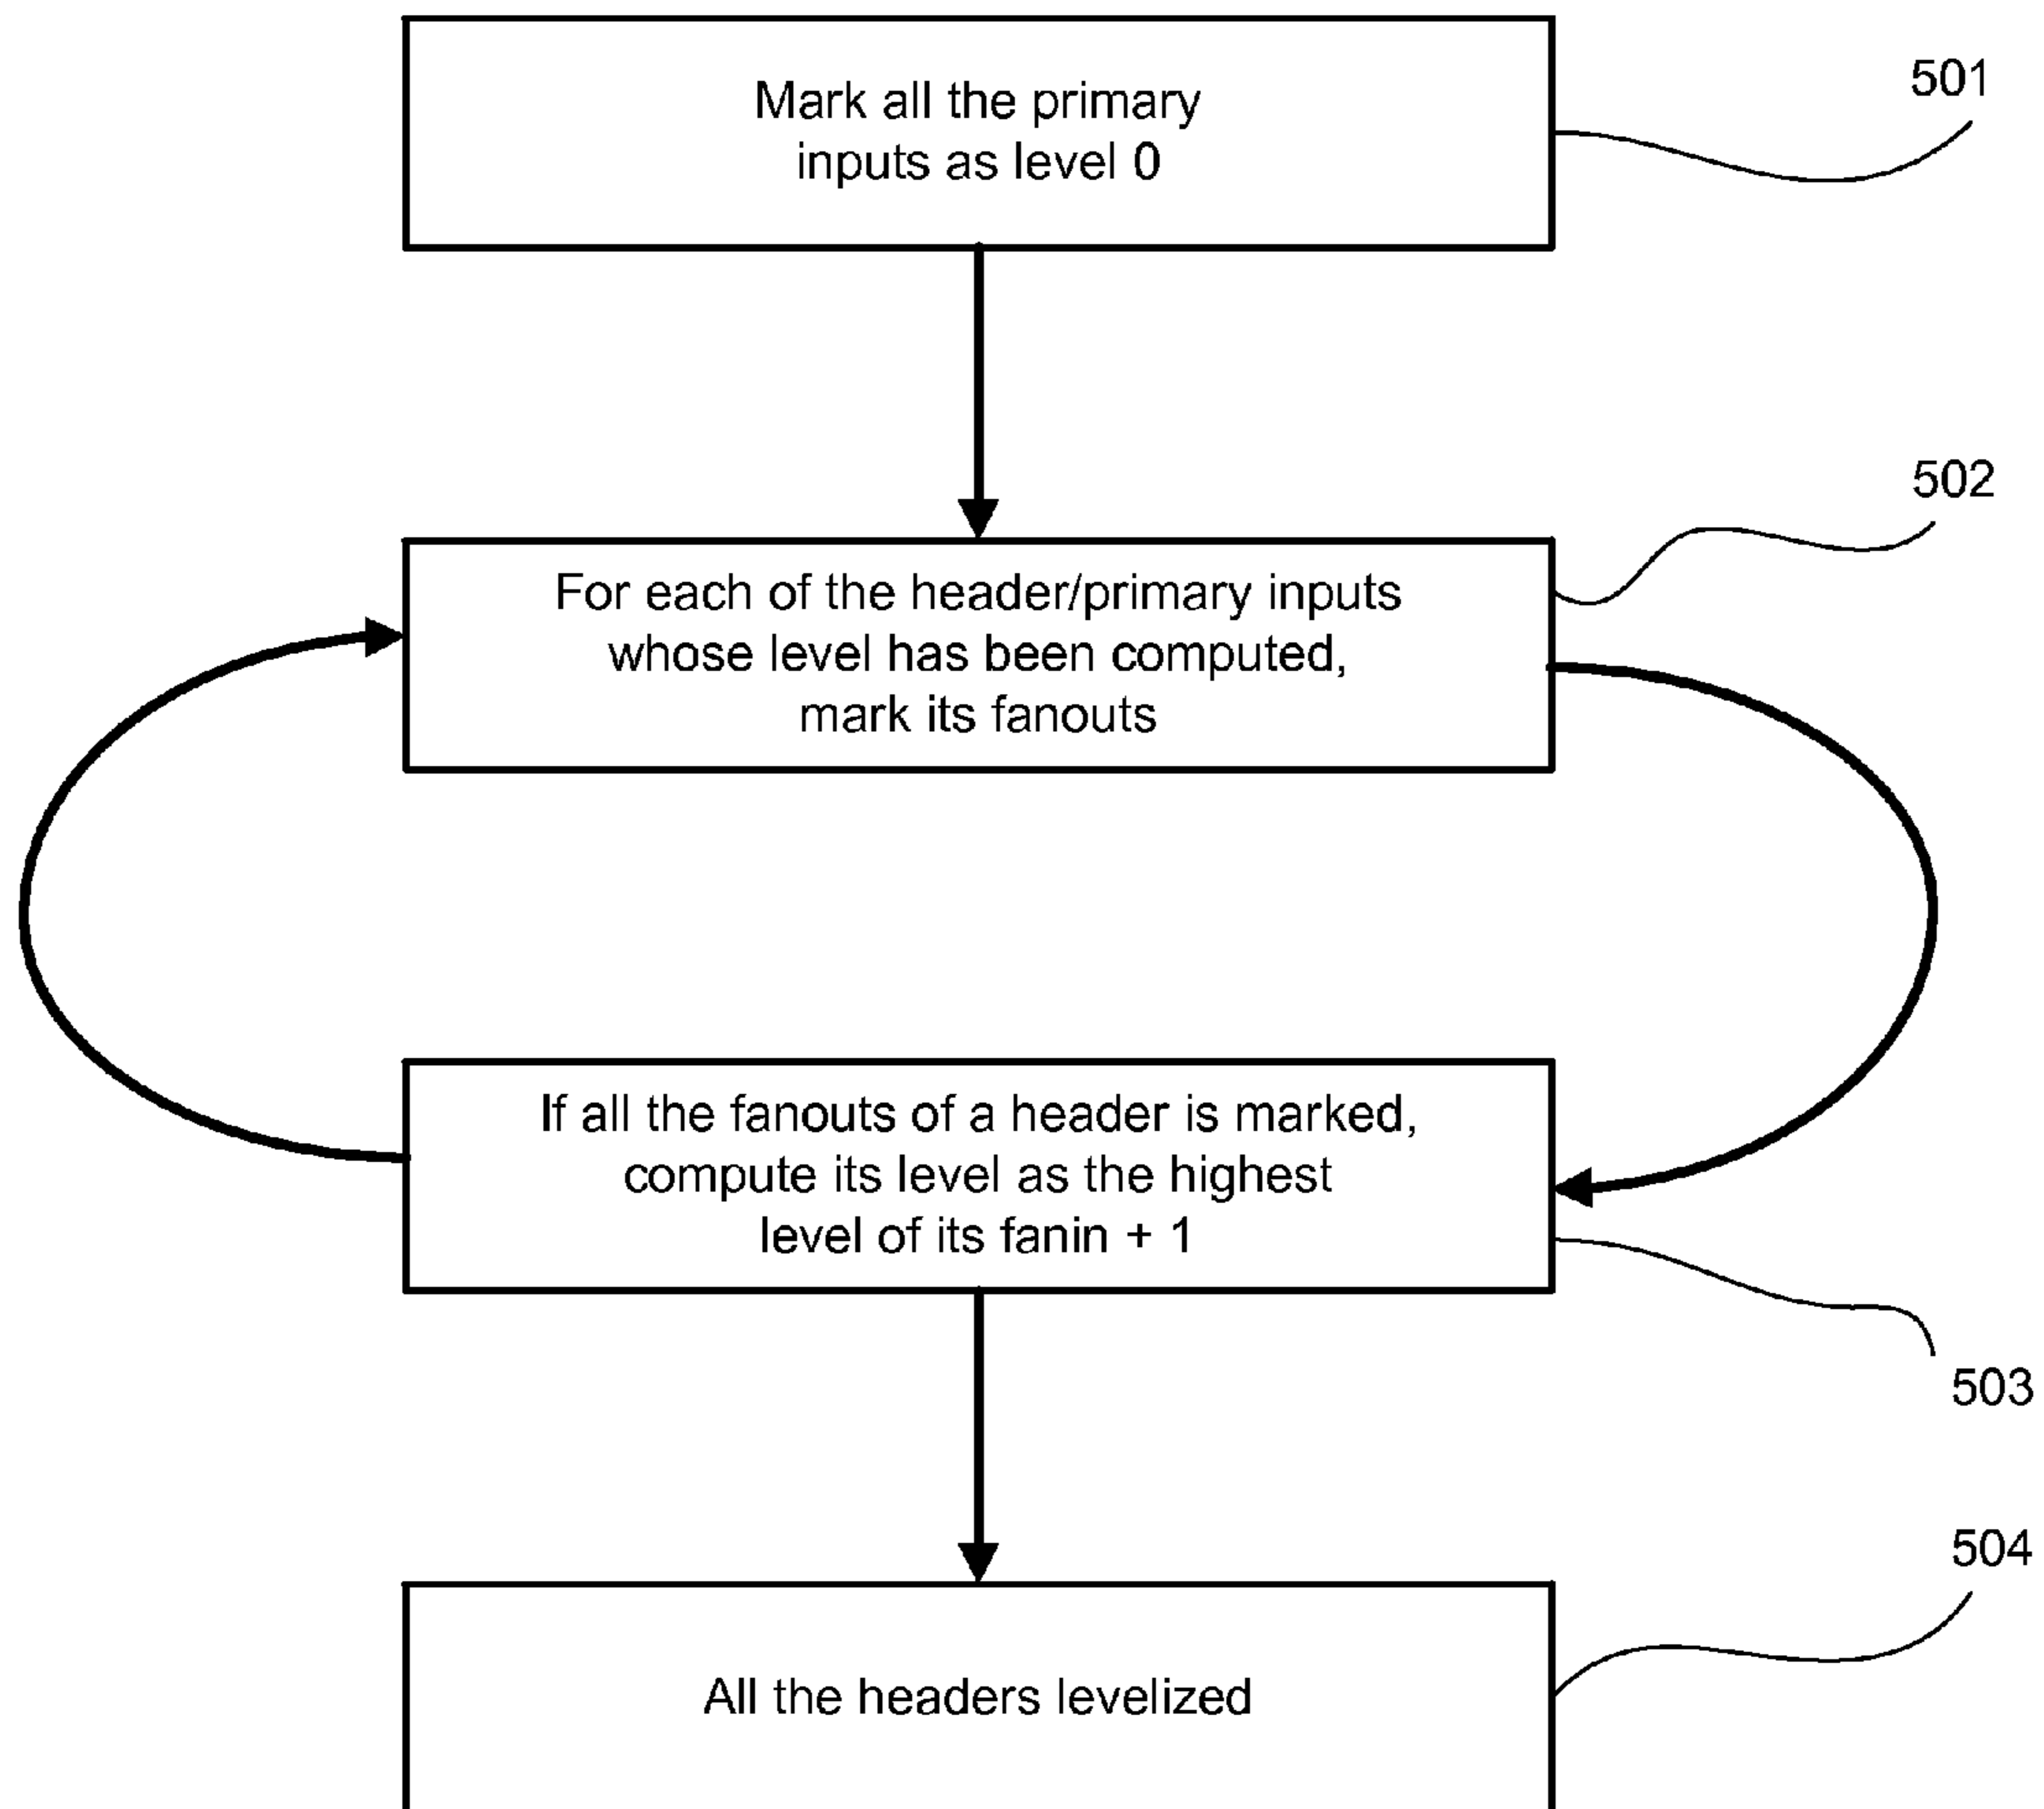 Mark all the primary
inputs as level 0
501
502
For each of the header/primary inputs
whose level has been computed,
mark its fanouts
If all the fanouts of a header is marked,
compute its level as the highest
level of its fanin + 1
503
504
All the headers levelized